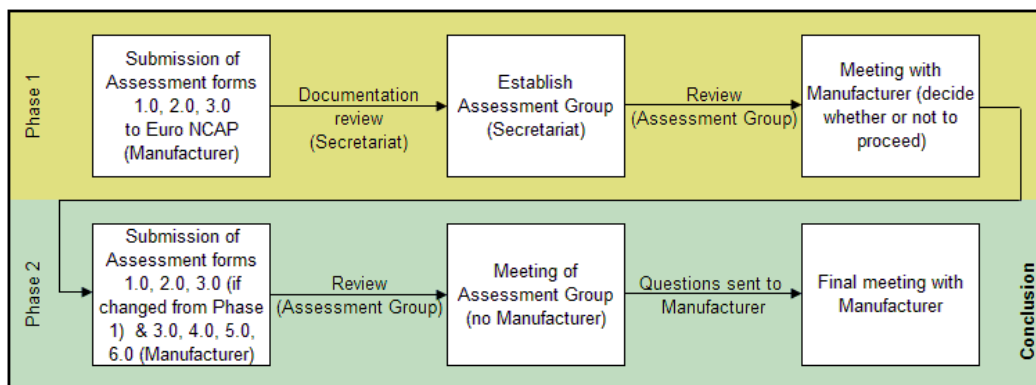 Phase 1
Submission of
Assessment forms
1.0, 2.0, 3.0
to Euro NCAP
(Manufacturer)
Documentation
review
(Secretariat)
Establish
Assessment Group
(Secretariat)
Review
(Assessment Group)
Meeting with
Manufacturer (decide
whether or not to
proceed)
Phase 2
Submission of
Assessment forms
1.0, 2.0, 3.0 (if
changed from Phase
1) & 3.0, 4.0, 5.0,
6.0 (Manufacturer)
Review
(Assessment Group)
Meeting of
Assessment Group
(no Manufacturer)
Questions sent to
Manufacturer
Final meeting with
Manufacturer
Conclusion